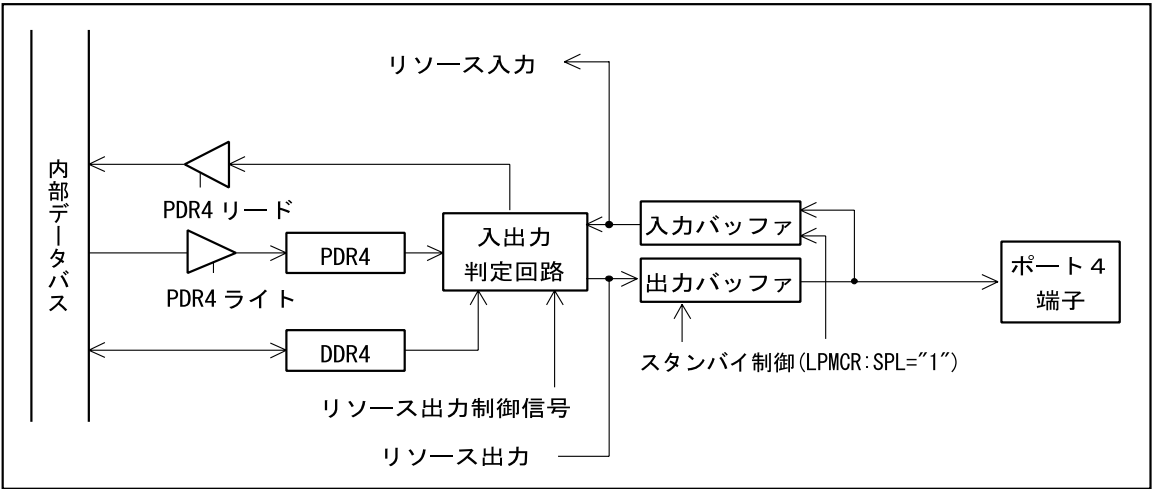 リソース入力
内部データバス
PDR4 リード
入力バッファ
入出力
判定回路
PDR4
ポート4
端子
出力バッファ
PDR4 ライト
DDR4
スタンバイ制御(LPMCR:SPL="1")
リソース出力制御信号
リソース出力